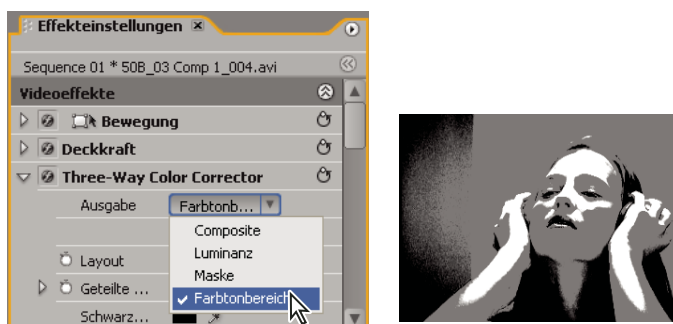 Effekteinstellungen
Sequence 01 * 50B_03 Comp 1_004.avi
Videoeffekte
Bewegung
Deckkraft
Three-Way Color Corrector
Ausgabe Farbtonb...
Composite
Luminanz
Maske
Farbtonbereich
Layout
Geteilte ...
Schwarz...